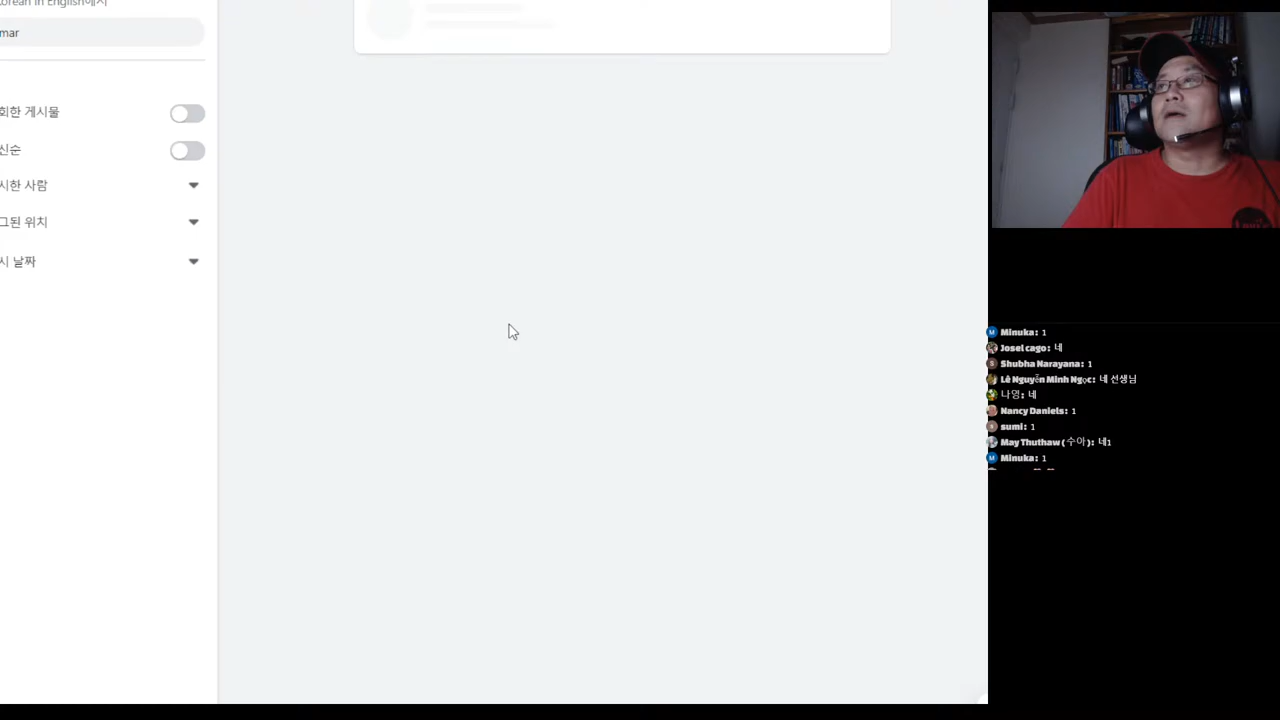 Korean in English에서
mar
회한 게시물
신순
시한 사람
그된 위치
시 날짜
Minuka: 1
Josel cago: 네
Shubha Narayana: 1
Lê Nguyễn Minh Ngọc: 네 선생님
나영: 네
Nancy Daniels: 1
sumi: 1
May Thuthaw ( 수아 ): 네1
Minuka: 1